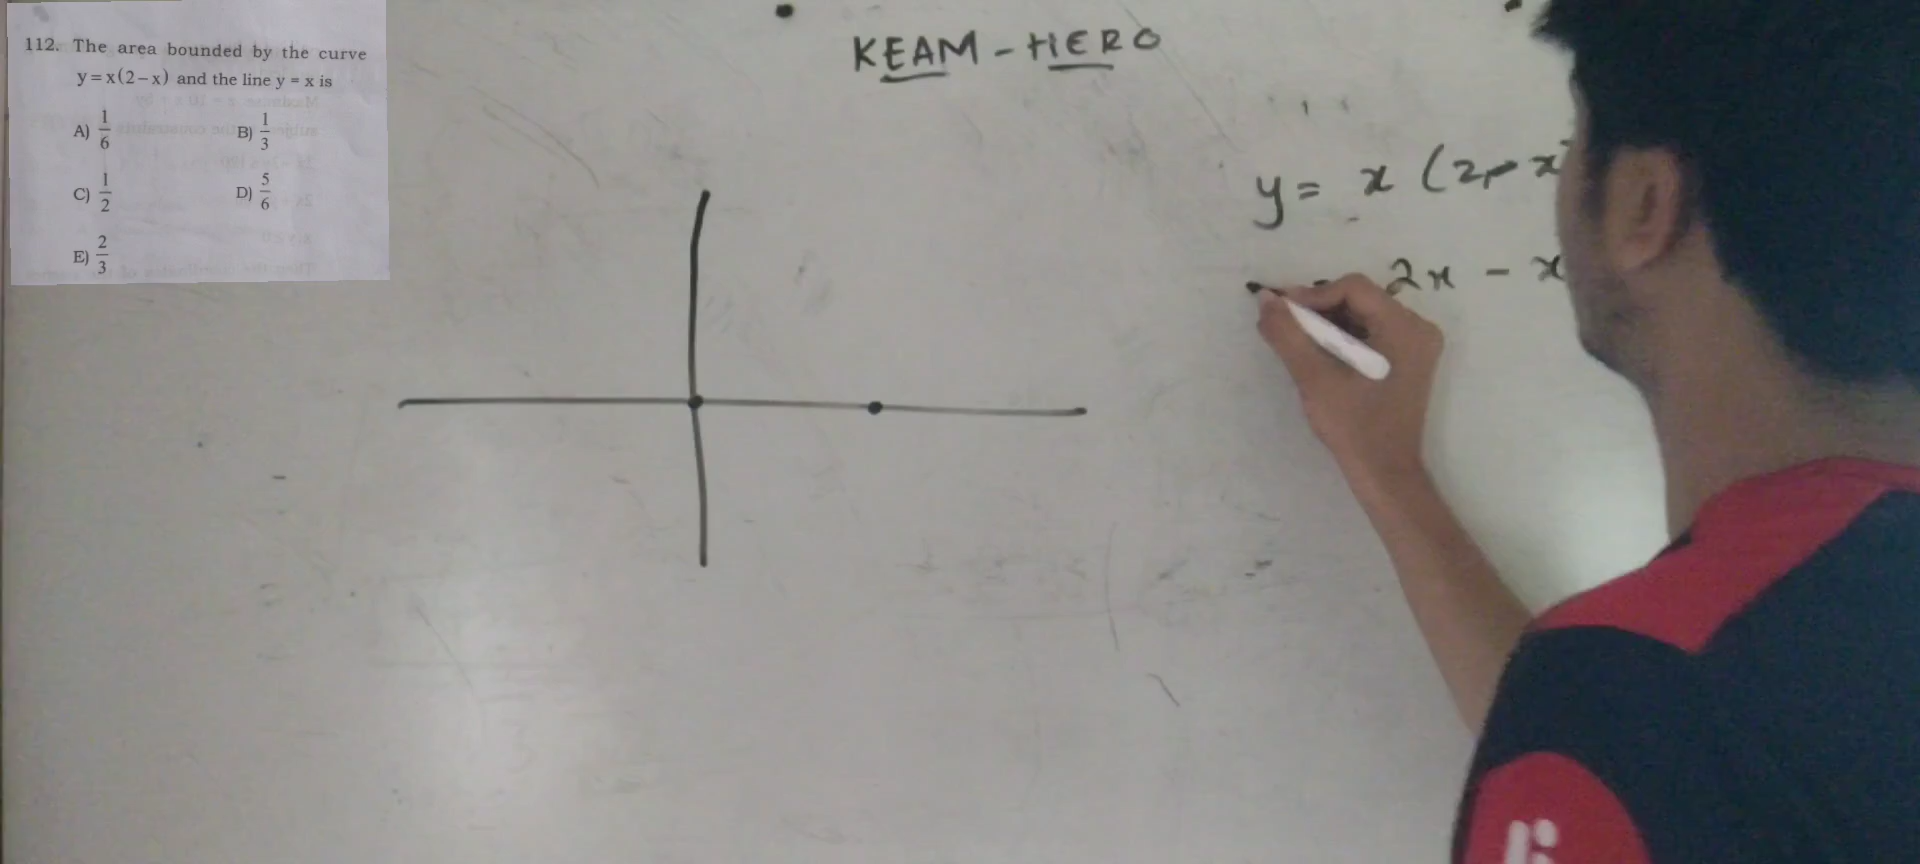 112. The area bounded by the curve
y=x(2−x) and the line y = x is
A) 1/6
B) 1/3
C) 1/2
D) 5/6
E) 2/3
KEAM - HERO
y = x (2 - x
2x - x